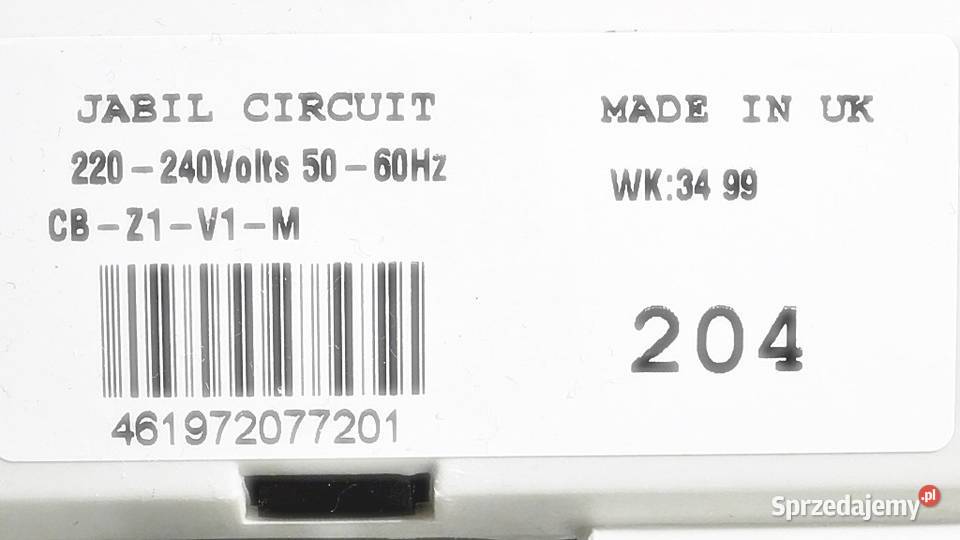 JABIL CIRCUIT
220-240Volts 50-60Hz
CB-Z1-V1-M
461972077201
MADE IN UK
WK:34 99
204
Sprzedajemy.pl